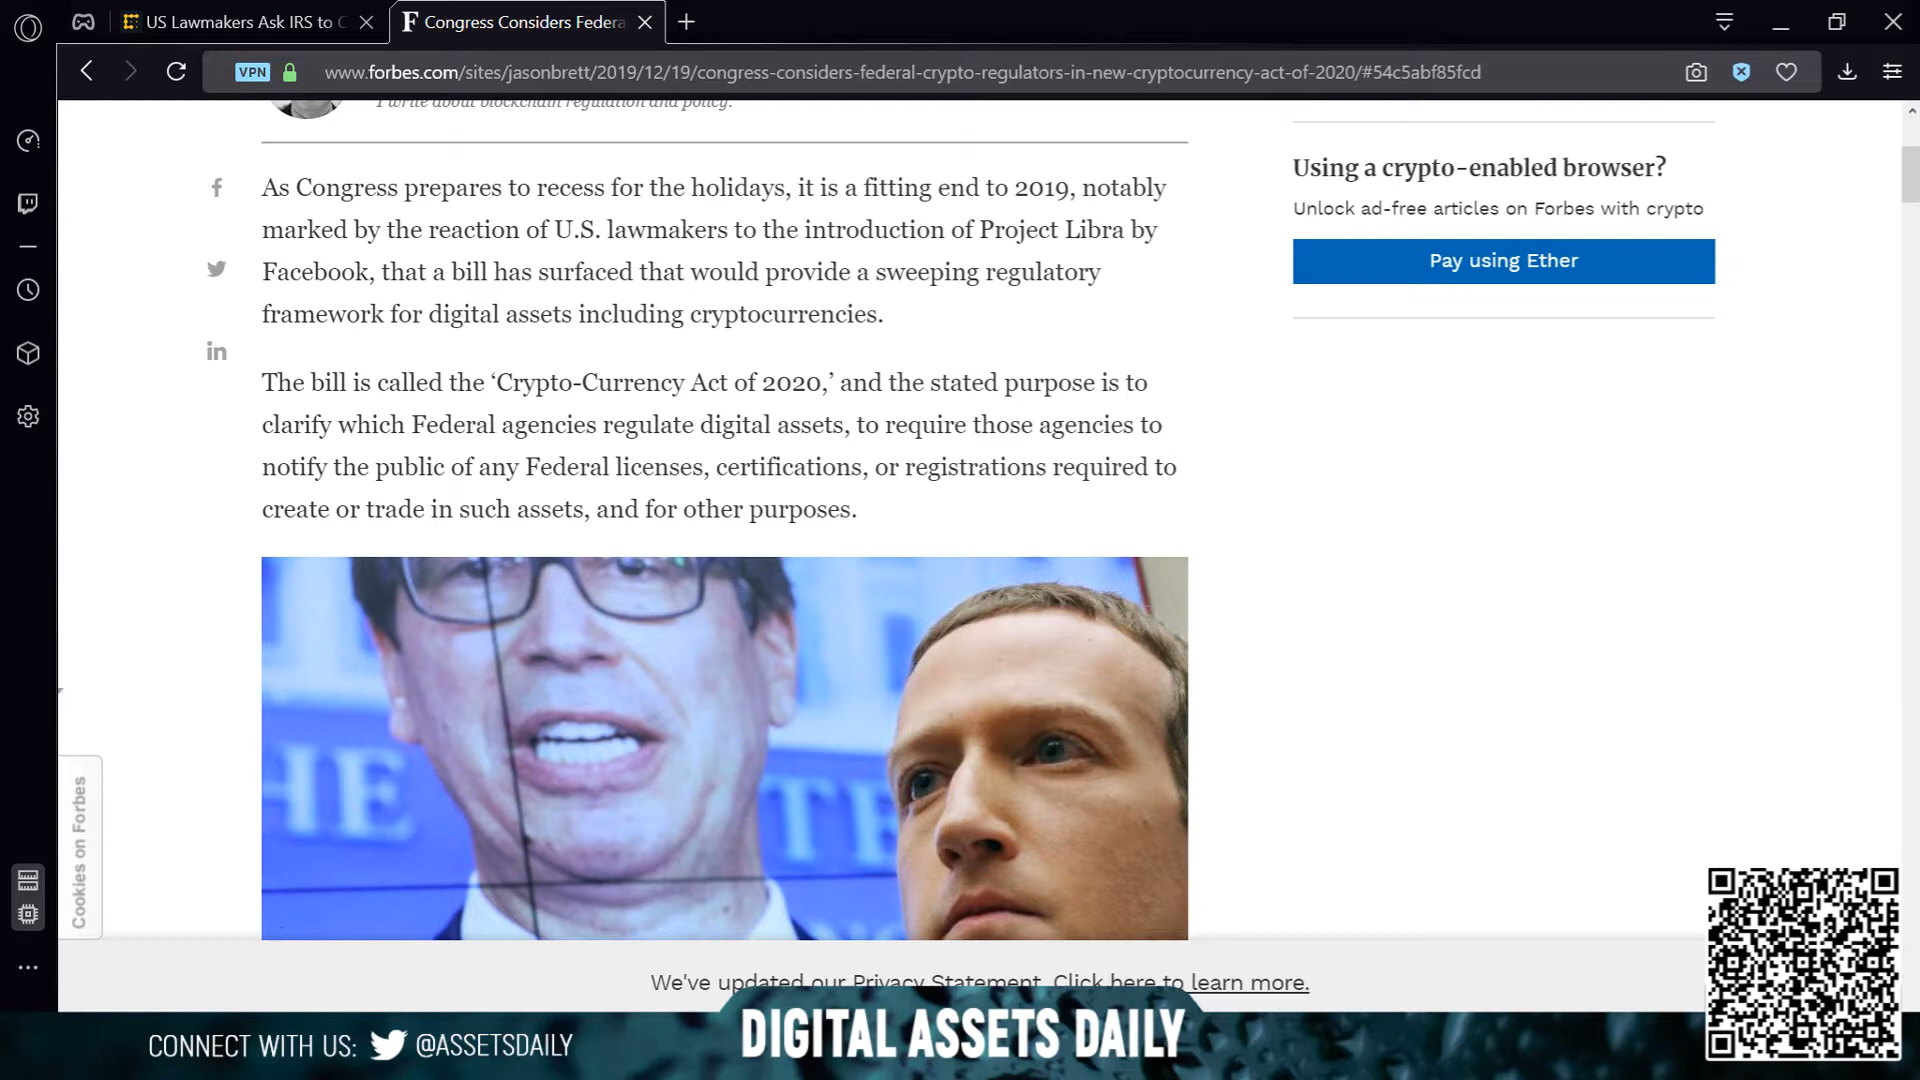 US Lawmakers Ask IRS to C
F Congress Considers Federa
VPN
www.forbes.com/sites/jasonbrett/2019/12/19/congress-considers-federal-crypto-regulators-in-new-cryptocurrency-act-of-2020/#54c5abf85fcd
I write about blockchain regulation and policy.
As Congress prepares to recess for the holidays, it is a fitting end to 2019, notably
marked by the reaction of U.S. lawmakers to the introduction of Project Libra by
Facebook, that a bill has surfaced that would provide a sweeping regulatory
framework for digital assets including cryptocurrencies.
The bill is called the ‘Crypto-Currency Act of 2020,’ and the stated purpose is to
clarify which Federal agencies regulate digital assets, to require those agencies to
notify the public of any Federal licenses, certifications, or registrations required to
create or trade in such assets, and for other purposes.
Using a crypto-enabled browser?
Unlock ad-free articles on Forbes with crypto
Pay using Ether
HE
TE
Cookies on Forbes
We've updated our Privacy Statement. Click here to learn more.
CONNECT WITH US: @ASSETSDAILY
DIGITAL ASSETS DAILY